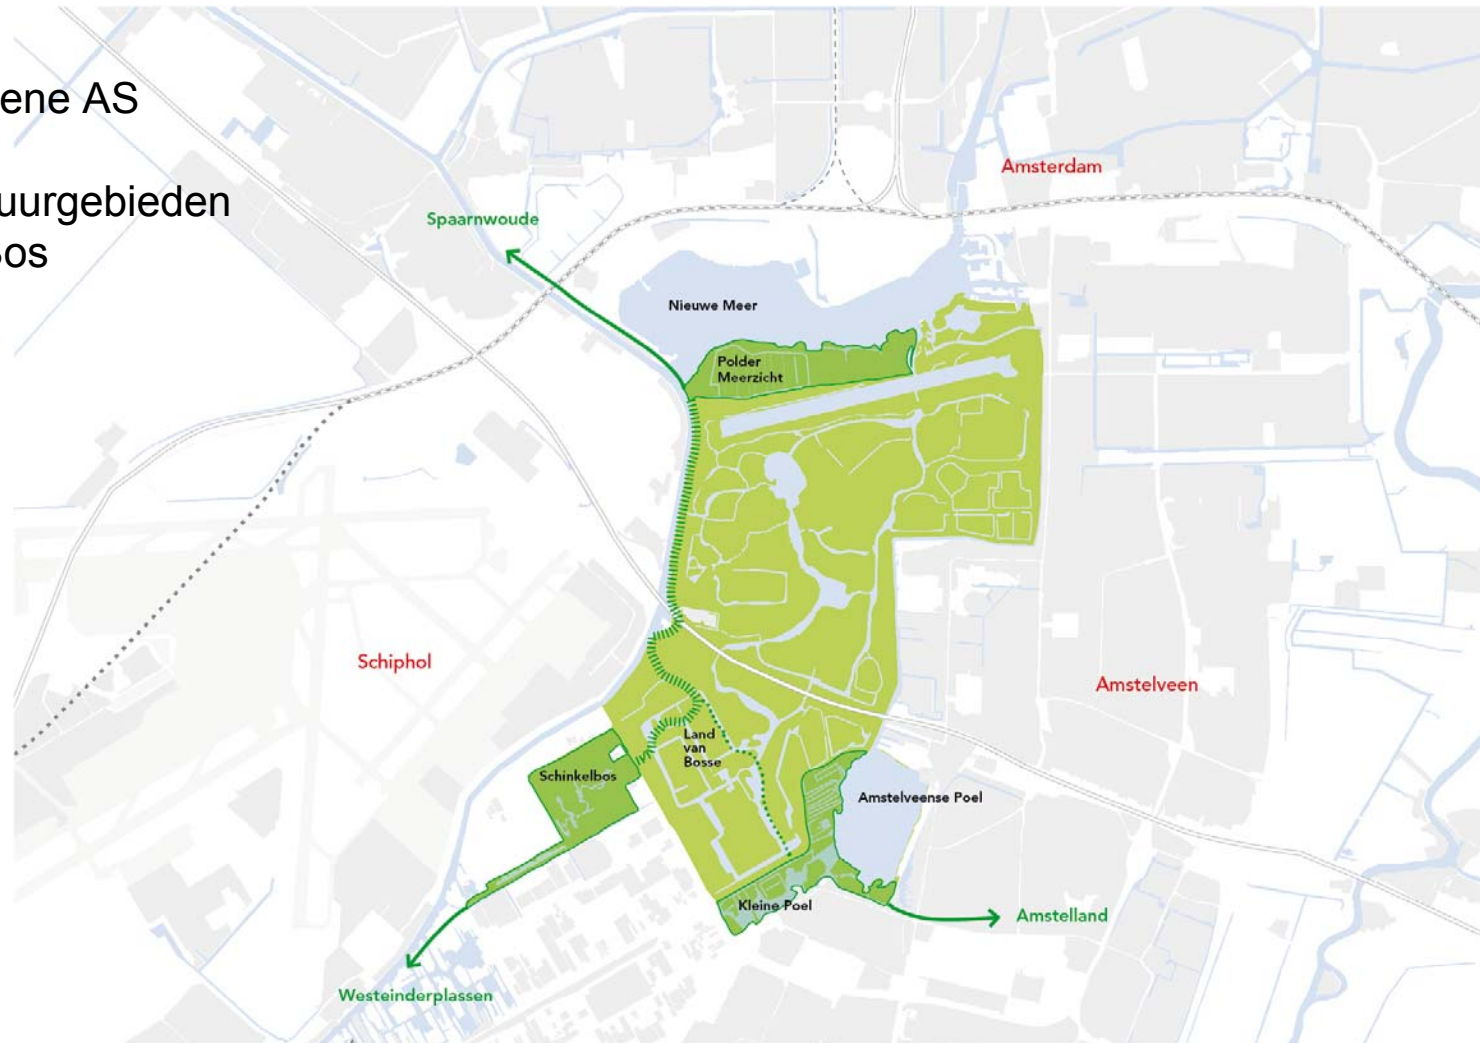 ene AS
uurgebieden
os
Amsterdam
Spaarnwoude
Nieuwe Meer
Polder
Meerzicht
Schiphol
Amstelveen
Land
van
Bosse
Schinkelbos
Amstelveense Poel
Kleine Poel
Amstelland
Westeinderplassen